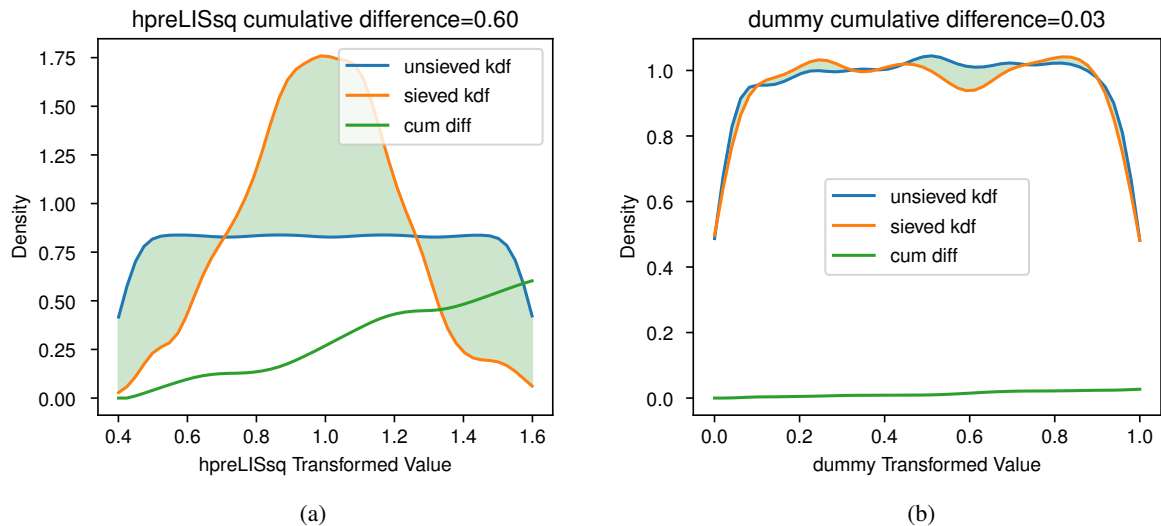 hpreLISsq cumulative difference=0.60
1.75
1.50
1.25
1.00
0.75
0.50
0.25
0.00
Density
unsieved kdf
sieved kdf
cum diff
0.4 0.6 0.8 1.0 1.2 1.4 1.6
hpreLISsq Transformed Value
(a)
dummy cumulative difference=0.03
1.0
0.8
0.6
0.4
0.2
0.0
Density
unsieved kdf
sieved kdf
cum diff
0.0 0.2 0.4 0.6 0.8 1.0
dummy Transformed Value
(b)